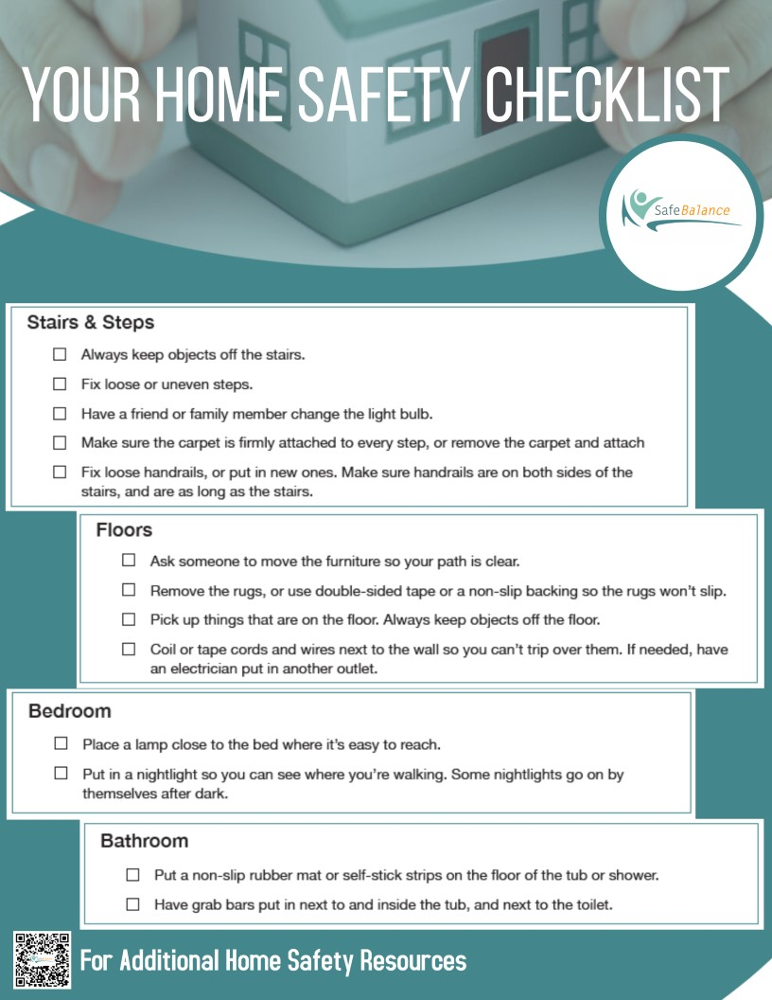 YOUR HOME SAFETY CHECKLIST
SafeBalance
Stairs & Steps
Always keep objects off the stairs.
Fix loose or uneven steps.
Have a friend or family member change the light bulb.
Make sure the carpet is firmly attached to every step, or remove the carpet and attach
Fix loose handrails, or put in new ones. Make sure handrails are on both sides of the
stairs, and are as long as the stairs.
Floors
Ask someone to move the furniture so your path is clear.
Remove the rugs, or use double-sided tape or a non-slip backing so the rugs won't slip.
Pick up things that are on the floor. Always keep objects off the floor.
Coil or tape cords and wires next to the wall so you can't trip over them. If needed, have
an electrician put in another outlet.
Bedroom
Place a lamp close to the bed where it's easy to reach.
Put in a nightlight so you can see where you're walking. Some nightlights go on by
themselves after dark.
Bathroom
Put a non-slip rubber mat or self-stick strips on the floor of the tub or shower.
Have grab bars put in next to and inside the tub, and next to the toilet.
For Additional Home Safety Resources